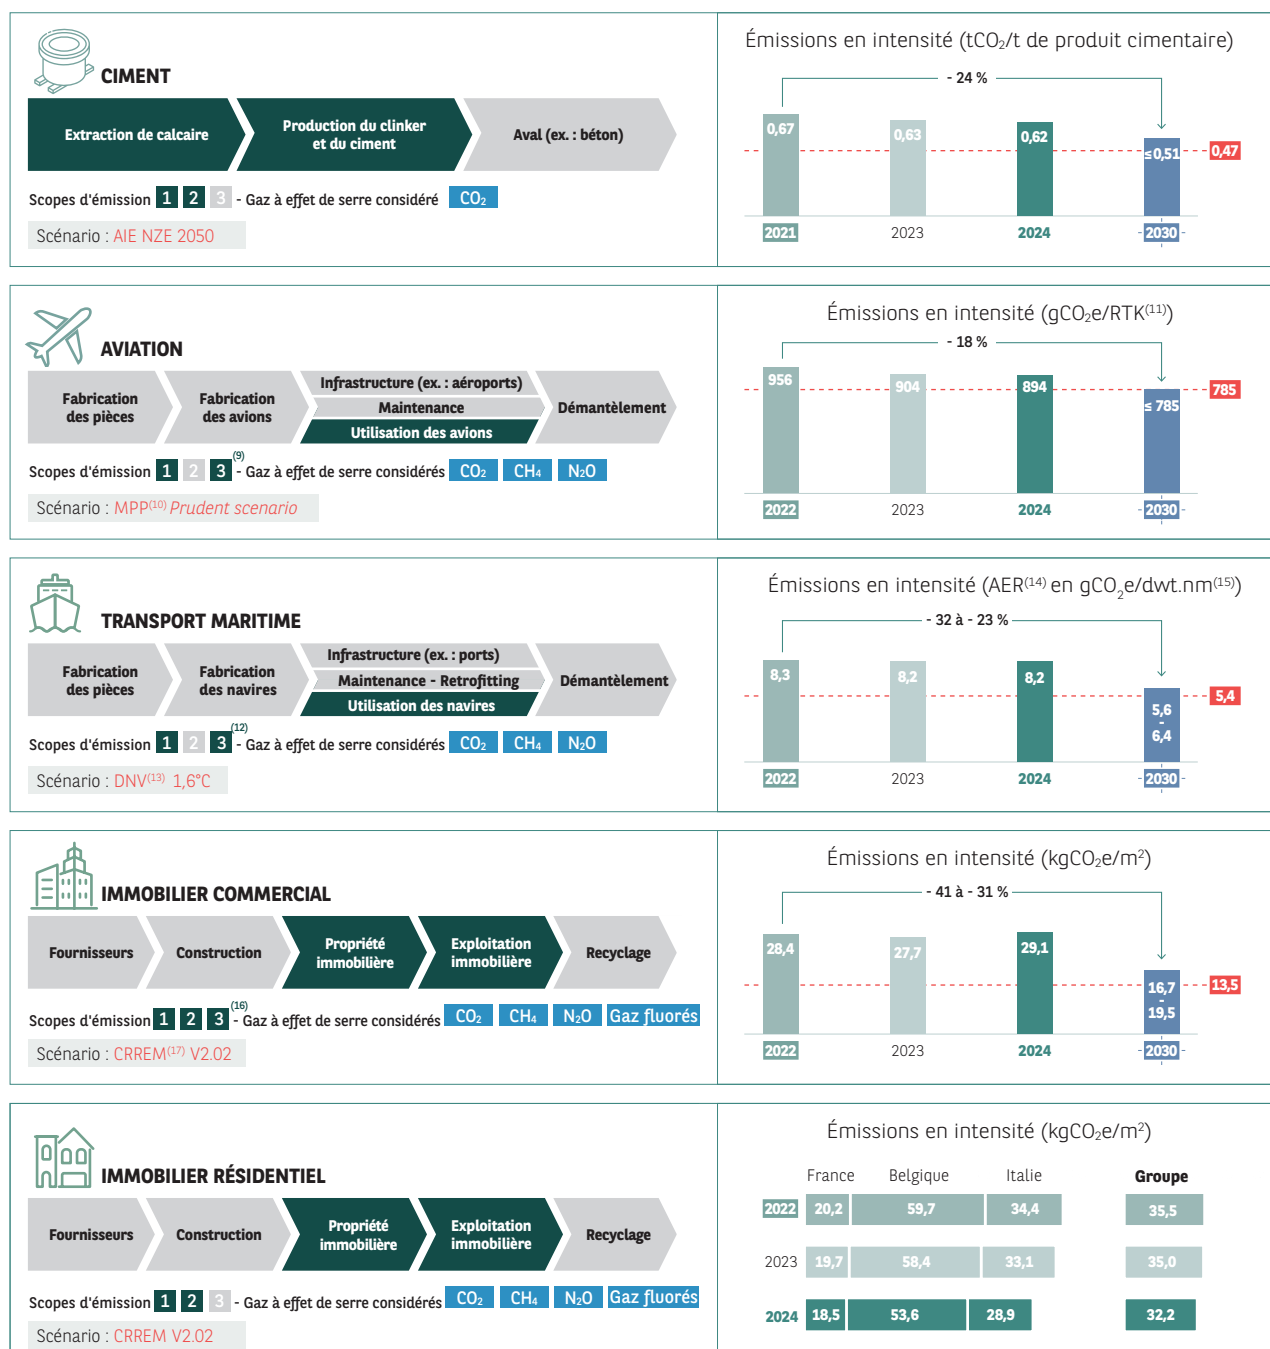 CIMENT
Extraction de calcaire
Production du clinker
et du ciment
Aval (ex. : béton)
Scopes d'émission 1 2 3 - Gaz à effet de serre considéré CO₂
Scénario : AIE NZE 2050
Émissions en intensité (tCO₂/t de produit cimentaire)
- 24 %
0,67
0,63
0,62
≤ 0,51
0,47
2021
2023
2024
2030
AVIATION
Fabrication
des pièces
Fabrication
des avions
Infrastructure (ex. : aéroports)
Maintenance
Utilisation des avions
Démantèlement
Scopes d'émission 1 2 3⁽⁹⁾ - Gaz à effet de serre considérés CO₂ CH₄ N₂O
Scénario : MPP⁽¹⁰⁾ Prudent scenario
Émissions en intensité (gCO₂e/RTK⁽¹¹⁾)
- 18 %
956
904
894
≤ 785
785
2022
2023
2024
2030
TRANSPORT MARITIME
Fabrication
des pièces
Fabrication
des navires
Infrastructure (ex. : ports)
Maintenance - Retrofitting
Utilisation des navires
Démantèlement
Scopes d'émission 1 2 3⁽¹²⁾ - Gaz à effet de serre considérés CO₂ CH₄ N₂O
Scénario : DNV⁽¹³⁾ 1,6°C
Émissions en intensité (AER⁽¹⁴⁾ en gCO₂e/dwt.nm⁽¹⁵⁾)
- 32 à - 23 %
8,3
8,2
8,2
5,6
-
6,4
5,4
2022
2023
2024
2030
IMMOBILIER COMMERCIAL
Fournisseurs
Construction
Propriété
immobilière
Exploitation
immobilière
Recyclage
Scopes d'émission 1 2 3⁽¹⁶⁾ - Gaz à effet de serre considérés CO₂ CH₄ N₂O Gaz fluorés
Scénario : CRREM⁽¹⁷⁾ V2.02
Émissions en intensité (kgCO₂e/m²)
- 41 à - 31 %
28,4
27,7
29,1
16,7
-
19,5
13,5
2022
2023
2024
2030
IMMOBILIER RÉSIDENTIEL
Fournisseurs
Construction
Propriété
immobilière
Exploitation
immobilière
Recyclage
Scopes d'émission 1 2 3 - Gaz à effet de serre considérés CO₂ CH₄ N₂O Gaz fluorés
Scénario : CRREM V2.02
Émissions en intensité (kgCO₂e/m²)
France Belgique Italie Groupe
2022 20,2 59,7 34,4 35,5
2023 19,7 58,4 33,1 35,0
2024 18,5 53,6 28,9 32,2